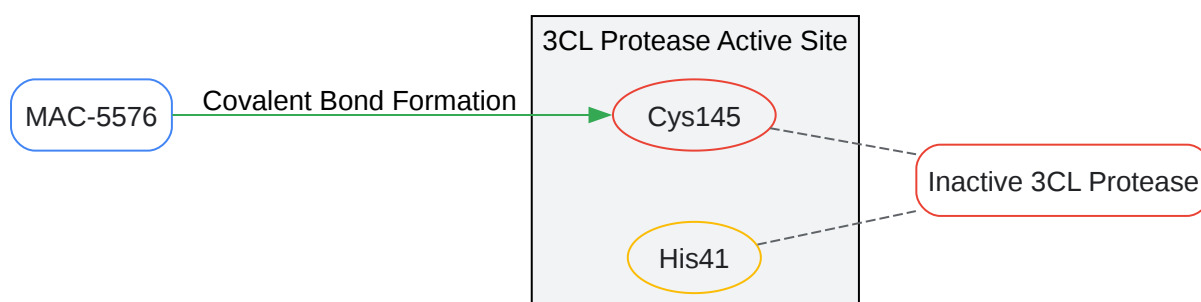 3CL Protease Active Site
MAC-5576
Covalent Bond Formation
Cys145
Inactive 3CL Protease
His41